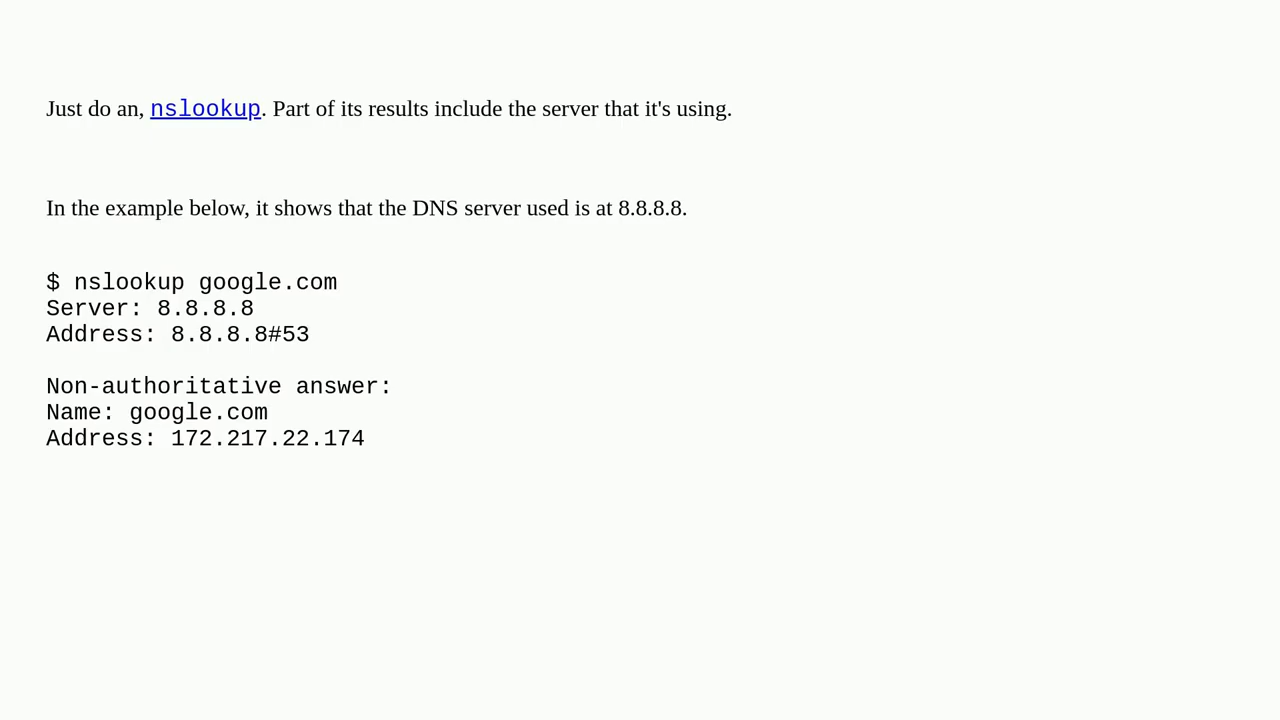 Just do an, nslookup. Part of its results include the server that it's using.
In the example below, it shows that the DNS server used is at 8.8.8.8.
$ nslookup google.com
Server: 8.8.8.8
Address: 8.8.8.8#53
Non-authoritative answer:
Name: google.com
Address: 172.217.22.174